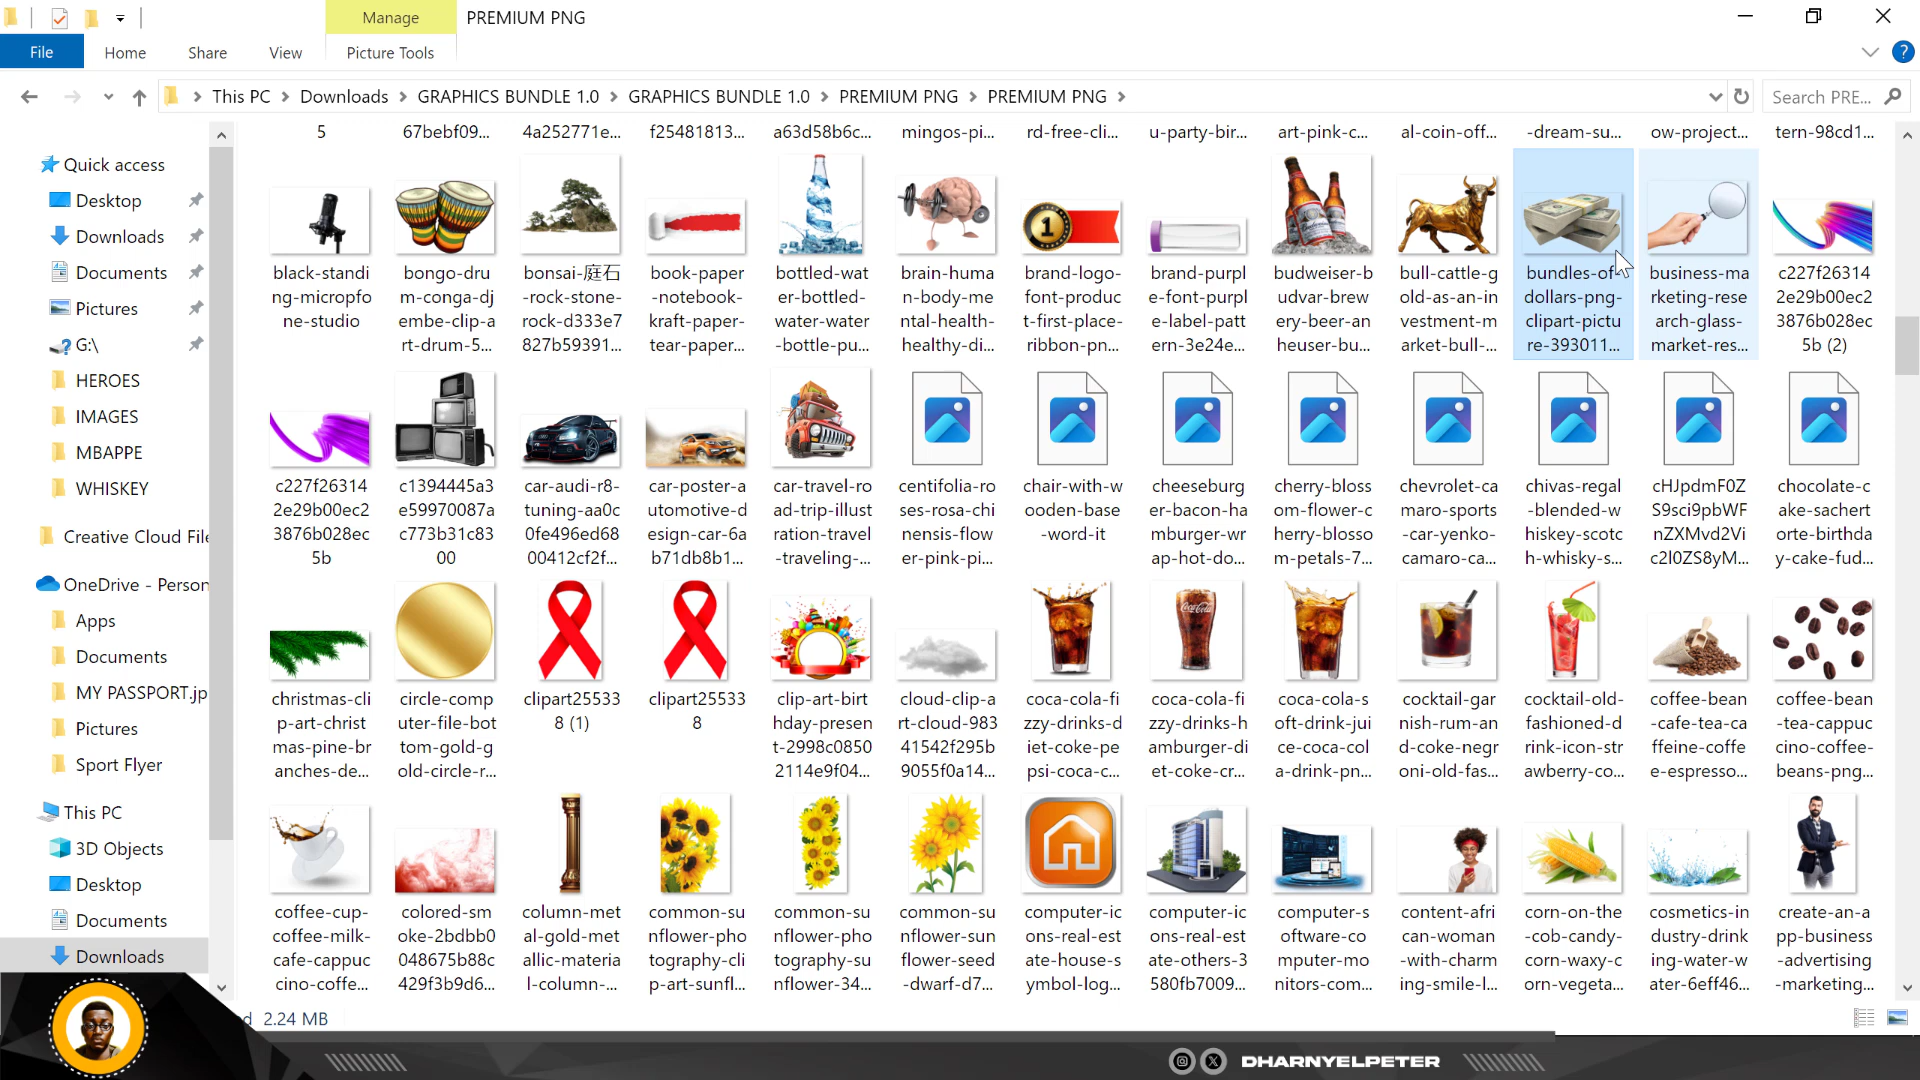 Manage
PREMIUM PNG
File
Home
Share
View
Picture Tools
This PC
Downloads
GRAPHICS BUNDLE 1.0
GRAPHICS BUNDLE 1.0
PREMIUM PNG
PREMIUM PNG
Search PRE...
Quick access
Desktop
Downloads
Documents
Pictures
G:\
HEROES
IMAGES
MBAPPE
WHISKEY
Creative Cloud File
OneDrive - Person
Apps
Documents
MY PASSPORT.jp
Pictures
Sport Flyer
This PC
3D Objects
Desktop
Documents
Downloads
5
67bebf09...
4a252771e...
f25481813...
a63d58b6c...
mingos-pi...
rd-free-cli...
u-party-bir...
art-pink-c...
al-coin-off...
-dream-su...
ow-project...
tern-98cd1...
black-standi
ng-micropfo
ne-studio
bongo-dru
m-conga-dj
embe-clip-a
rt-drum-5...
bonsai-庭石
-rock-stone-
rock-d333e7
827b59391...
book-paper
-notebook-
kraft-paper-
tear-paper...
bottled-wat
er-bottled-
water-water
-bottle-pu...
brain-huma
n-body-me
ntal-health-
healthy-di...
brand-logo-
font-produc
t-first-place-
ribbon-pn...
brand-purpl
e-font-purpl
e-label-patt
ern-3e24e...
budweiser-b
udvar-brew
ery-beer-an
heuser-bu...
bull-cattle-g
old-as-an-in
vestment-m
arket-bull-...
bundles-of-
dollars-png-
clipart-pictu
re-393011...
business-ma
rketing-rese
arch-glass-
market-res...
c227f26314
2e29b00ec2
3876b028ec
5b (2)
c227f26314
2e29b00ec2
3876b028ec
5b
c1394445a3
e59970087a
c773b31c83
00
car-audi-r8-
tuning-aa0c
0fe496ed68
00412cf2f...
car-poster-a
utomotive-d
esign-car-6a
b71db8b1...
car-travel-ro
ad-trip-illust
ration-travel
-traveling-...
centifolia-ro
ses-rosa-chi
nensis-flow
er-pink-pi...
chair-with-w
ooden-base
-word-it
cheeseburg
er-bacon-ha
mburger-wr
ap-hot-do...
cherry-bloss
om-flower-c
herry-blosso
m-petals-7...
chevrolet-ca
maro-sports
-car-yenko-
camaro-ca...
chivas-regal
-blended-w
hiskey-scotc
h-whisky-s...
cHJpdmF0Z
S9sci9pbWF
nZXMvd2Vi
c2l0ZS8yM...
chocolate-c
ake-sachert
orte-birthda
y-cake-fud...
christmas-cli
p-art-christ
mas-pine-br
anches-de...
circle-comp
uter-file-bot
tom-gold-g
old-circle-r...
clipart25533
8 (1)
clipart25533
8
clip-art-birt
hday-presen
t-2998c0850
2114e9f04...
cloud-clip-a
rt-cloud-983
41542f295b
9055f0a14...
coca-cola-fi
zzy-drinks-d
iet-coke-pe
psi-coca-c...
Coca-Cola
coca-cola-fi
zzy-drinks-h
amburger-di
et-coke-cr...
coca-cola-s
oft-drink-jui
ce-coca-col
a-drink-pn...
cocktail-gar
nish-rum-an
d-coke-negr
oni-old-fas...
cocktail-old-
fashioned-d
rink-icon-str
awberry-co...
coffee-bean
-cafe-tea-ca
ffeine-coffe
e-espresso...
coffee-bean
-tea-cappuc
cino-coffee-
beans-png...
coffee-cup-
coffee-milk-
cafe-cappuc
cino-coffe...
colored-sm
oke-2bdbb0
048675b88c
429f3b9d6...
column-met
al-gold-met
allic-materia
l-column-...
common-su
nflower-pho
tography-cli
p-art-sunfl...
common-su
nflower-pho
tography-su
nflower-34...
common-su
nflower-sun
flower-seed
-dwarf-d7...
computer-ic
ons-real-est
ate-house-s
ymbol-log...
computer-ic
ons-real-est
ate-others-3
580fb7009...
computer-s
oftware-co
mputer-mo
nitors-com...
content-afri
can-woman
-with-charm
ing-smile-l...
corn-on-the
-cob-candy-
corn-waxy-c
orn-vegeta...
cosmetics-in
dustry-drink
ing-water-w
ater-6eff46...
create-an-a
pp-business
-advertising
-marketing...
d 2.24 MB
DHARNYELPETER